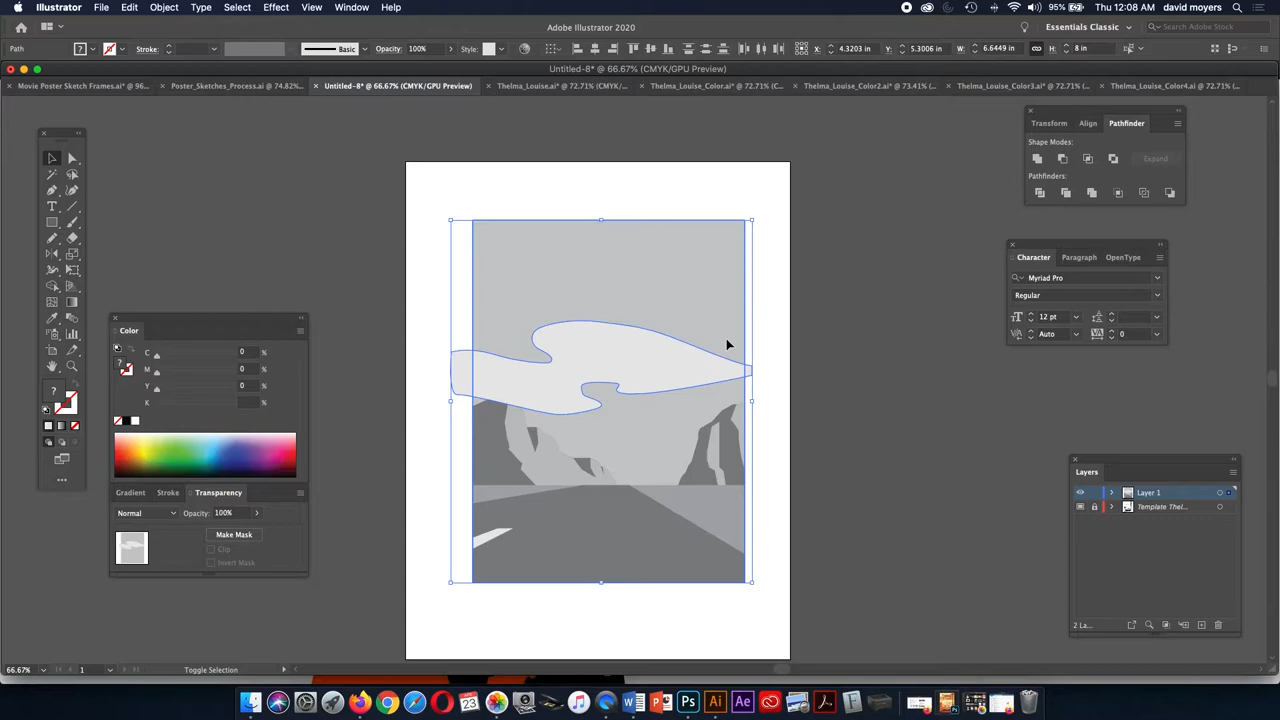 Illustrator File Edit Object Type Select Effect View Window Help
95% Thu 12:08 AM david moyers
Adobe Illustrator 2020
Essentials Classic
Search Adobe Stock
Path
?
Stroke:
Basic
Opacity: 100%
Style:
X: 4.3203 in Y: 5.3006 in W: 6.6449 in H: 8 in
Untitled-8* @ 66.67% (CMYK/GPU Preview)
Movie Poster Sketch Frames.ai* @ 96...
Poster_Sketches_Process.ai @ 74.82%...
Untitled-8* @ 66.67% (CMYK/GPU Preview)
Thelma_Louise.ai* @ 72.71% (CMY/...
Thelma_Louise_Color.ai* @ 72.71% (C...
Thelma_Louise_Color2.ai* @ 73.41% (...
Thelma_Louise_Color3.ai* @ 72.71% (...
Thelma_Louise_Color4.ai @ 72.71% (...
Transform Align Pathfinder
Shape Modes:
Expand
Pathfinders:
Character Paragraph OpenType
Myriad Pro
Regular
12 pt
Auto
0
Color
C 0 %
M 0 %
Y 0 %
K %
Gradient Stroke Transparency
Normal Opacity: 100%
Make Mask
Clip
Invert Mask
Layers
Layer 1
Template Thel...
2 La...
66.67% 1 Toggle Selection
JUL
23
W
P
Ps
Ai
Ae